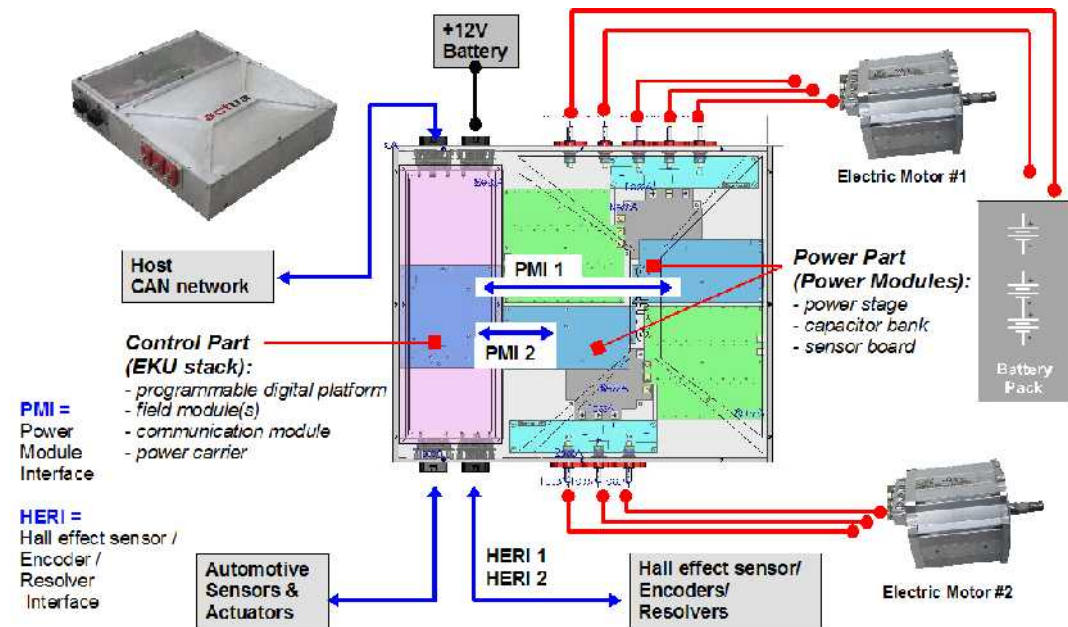 +12V
Battery
Electric Motor #1
Host
CAN network
PMI 1
PMI 2
Power Part
(Power Modules):
- power stage
- capacitor bank
- sensor board
Battery
Pack
Control Part
(EKU stack):
- programmable digital platform
- field module(s)
- communication module
- power carrier
PMI =
Power
Module
Interface
HERI =
Hall effect sensor /
Encoder /
Resolver
Interface
Automotive
Sensors &
Actuators
HERI 1
HERI 2
Hall effect sensor/
Encoders/
Resolvers
Electric Motor #2